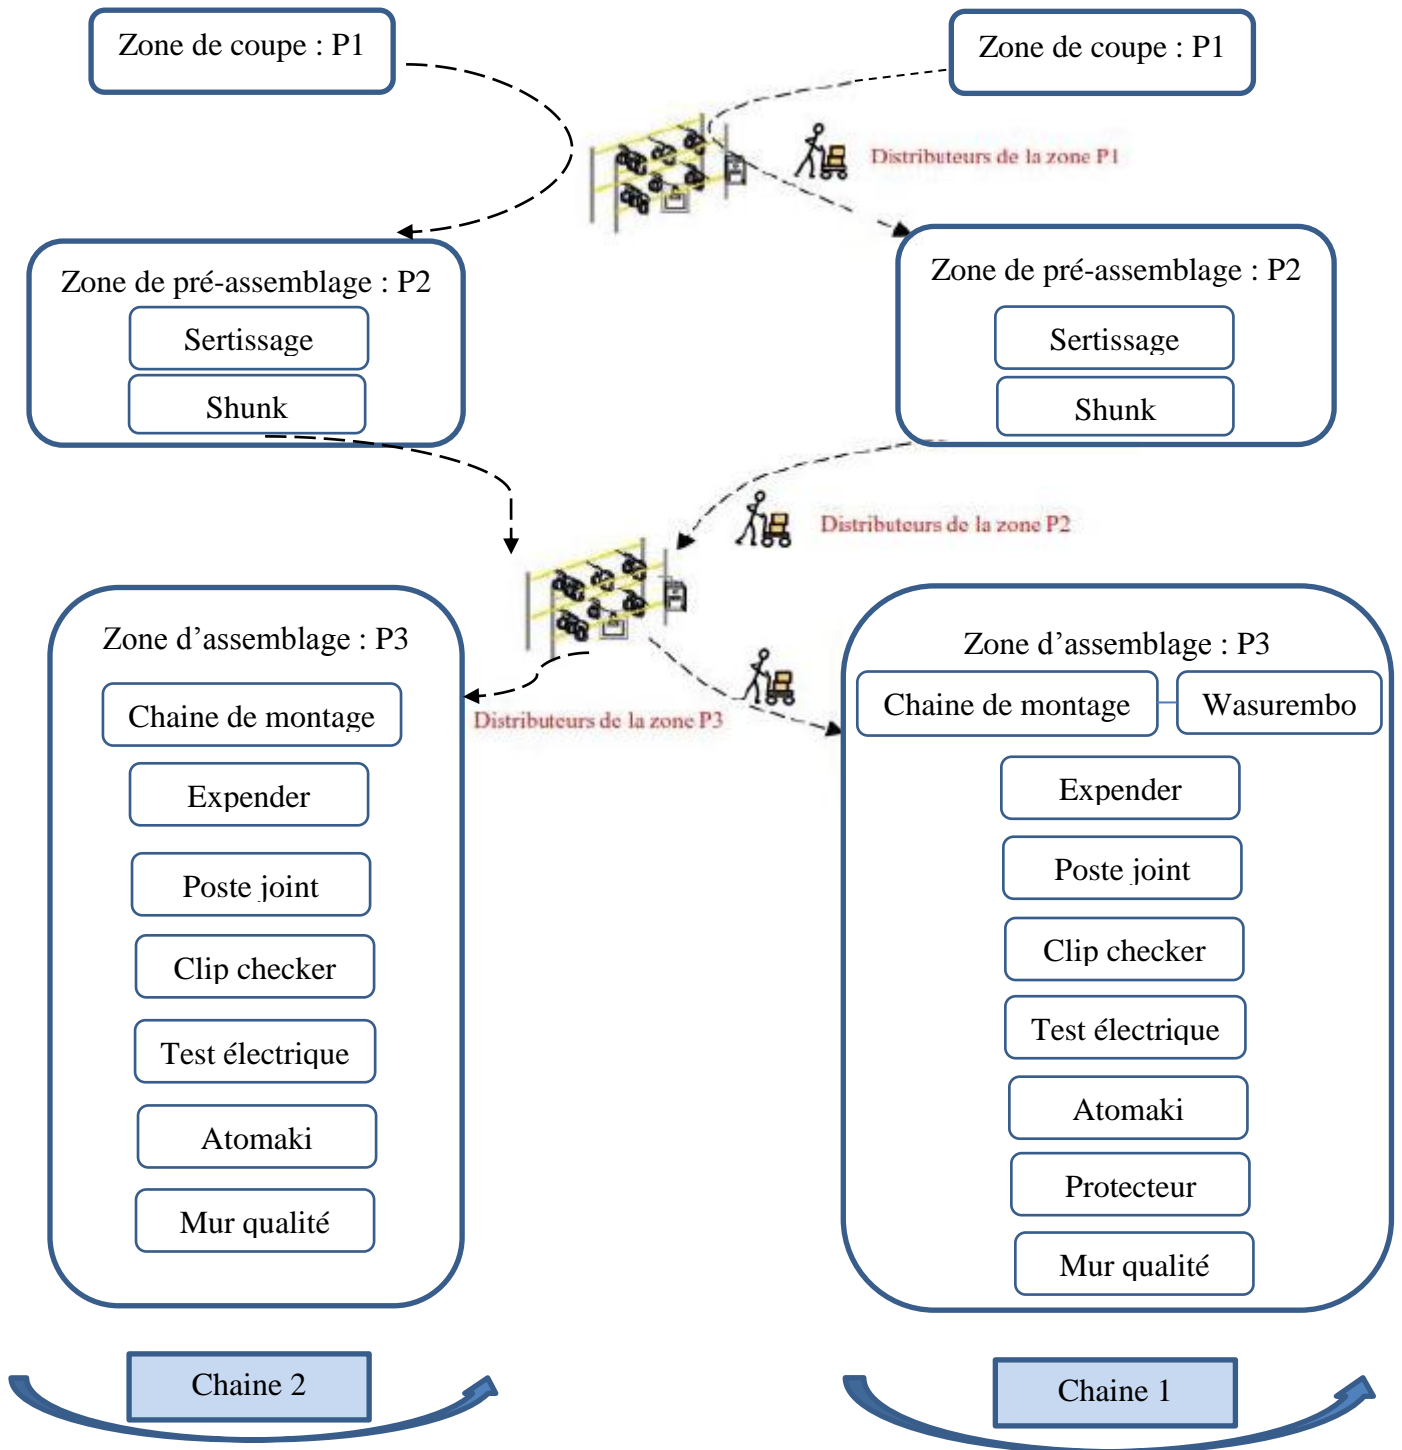 Zone de coupe : P1
Zone de coupe : P1
Distributeurs de la zone P1
Zone de pré-assemblage : P2
Sertissage
Shunk
Zone de pré-assemblage : P2
Sertissage
Shunk
Distributeurs de la zone P2
Zone d’assemblage : P3
Chaine de montage
Expender
Poste joint
Clip checker
Test électrique
Atomaki
Mur qualité
Distributeurs de la zone P3
Zone d’assemblage : P3
Chaine de montage
Wasurembo
Expender
Poste joint
Clip checker
Test électrique
Atomaki
Protecteur
Mur qualité
Chaine 2
Chaine 1